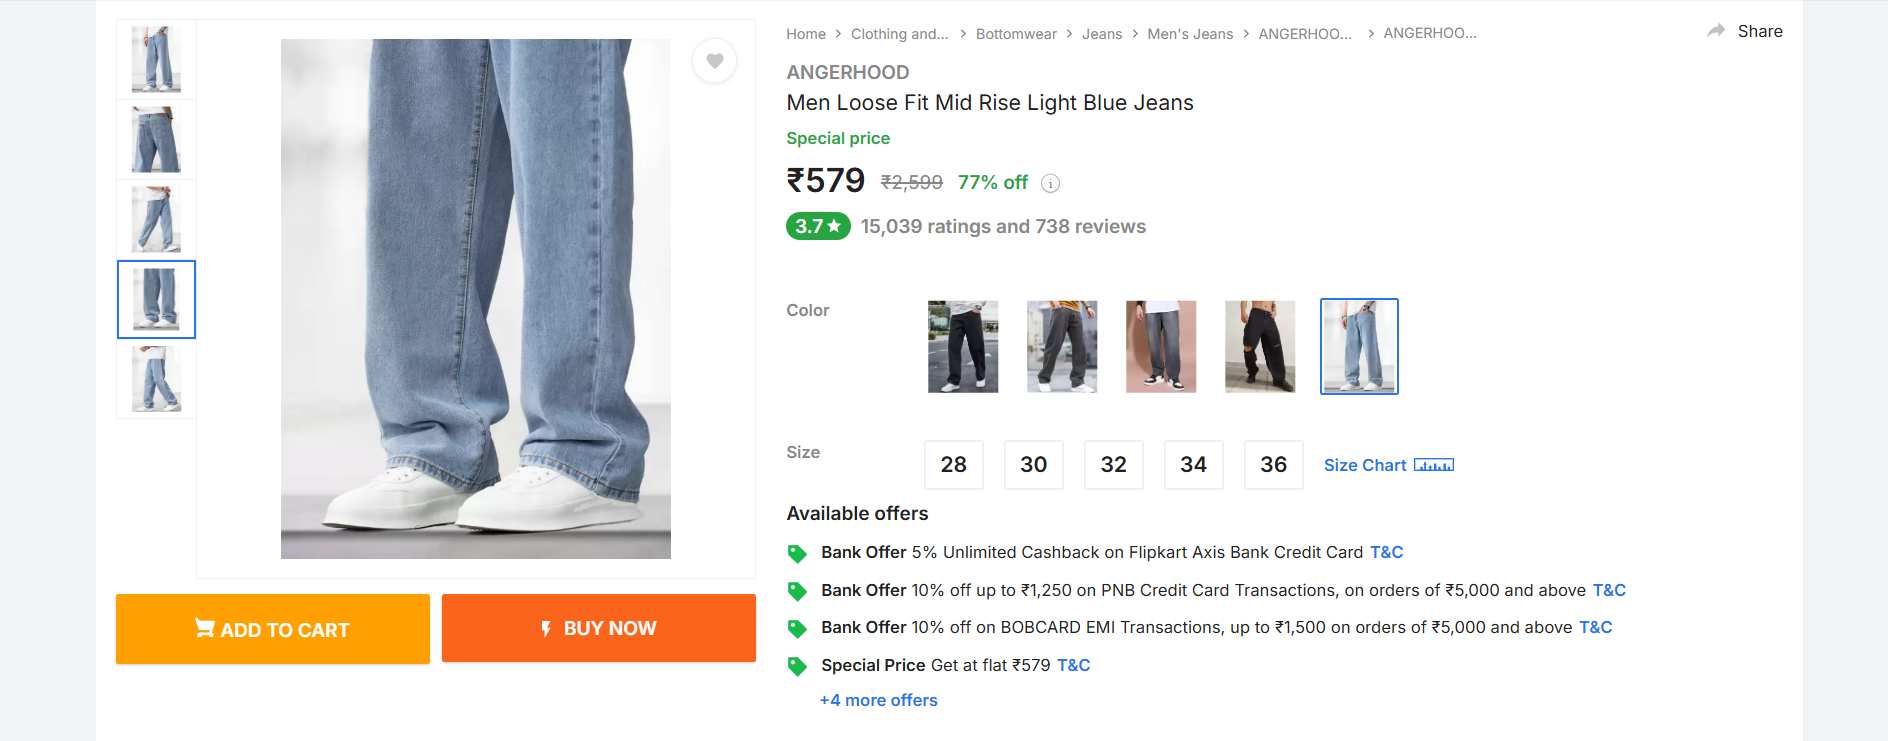 Home > Clothing and... > Bottomwear > Jeans > Men's Jeans > ANGERHOO... > ANGERHOO...
Share
ANGERHOOD
Men Loose Fit Mid Rise Light Blue Jeans
Special price
₹579 ₹2,599 77% off i
3.7★ 15,039 ratings and 738 reviews
Color
Size 28 30 32 34 36 Size Chart
Available offers
Bank Offer 5% Unlimited Cashback on Flipkart Axis Bank Credit Card T&C
Bank Offer 10% off up to ₹1,250 on PNB Credit Card Transactions, on orders of ₹5,000 and above T&C
Bank Offer 10% off on BOBCARD EMI Transactions, up to ₹1,500 on orders of ₹5,000 and above T&C
Special Price Get at flat ₹579 T&C
+4 more offers
ADD TO CART
BUY NOW